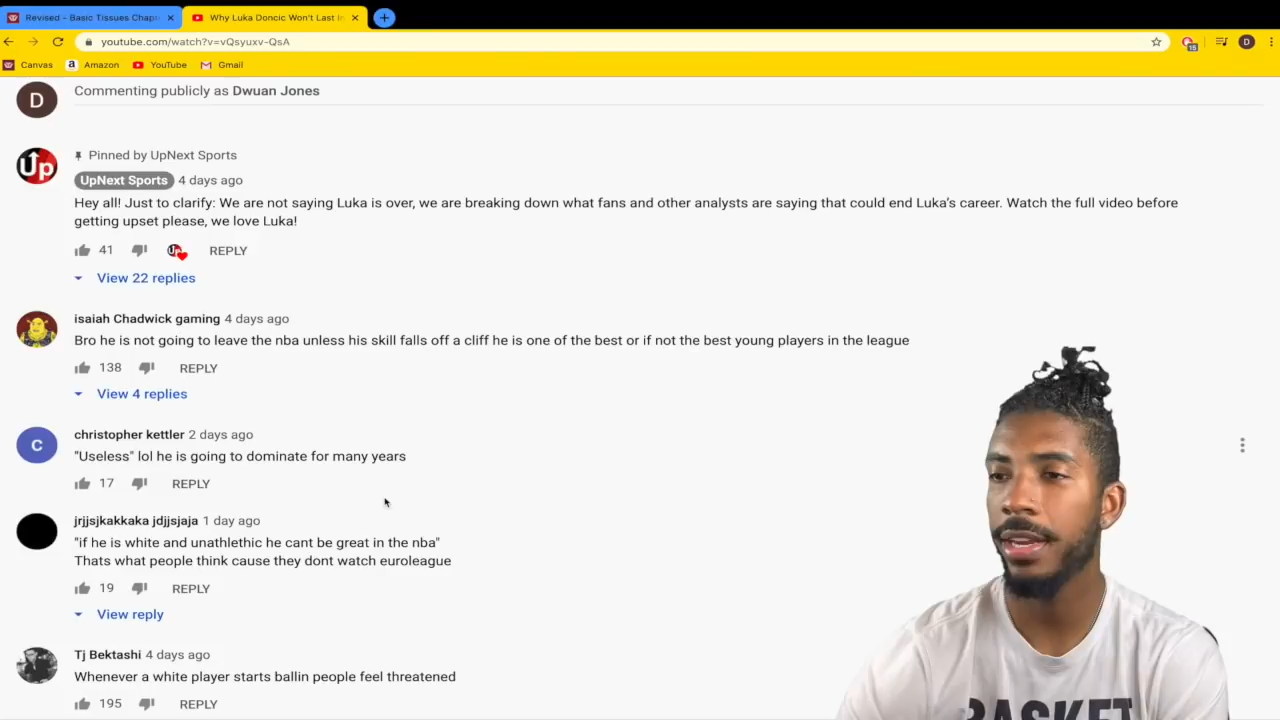 Revised - Basic Tissues Chap
Why Luka Doncic Won't Last In
youtube.com/watch?v=vQsyuxv-QsA
15
D
Canvas
a Amazon
YouTube
Gmail
D
Commenting publicly as Dwuan Jones
Up
Pinned by UpNext Sports
UpNext Sports 4 days ago
Hey all! Just to clarify: We are not saying Luka is over, we are breaking down what fans and other analysts are saying that could end Luka's career. Watch the full video before
getting upset please, we love Luka!
41 REPLY
View 22 replies
isaiah Chadwick gaming 4 days ago
Bro he is not going to leave the nba unless his skill falls off a cliff he is one of the best or if not the best young players in the league
138 REPLY
View 4 replies
C
christopher kettler 2 days ago
"Useless" lol he is going to dominate for many years
17 REPLY
jrjjsjkakkaka jdjjsjaja 1 day ago
"if he is white and unathlethic he cant be great in the nba"
Thats what people think cause they dont watch euroleague
19 REPLY
View reply
Tj Bektashi 4 days ago
Whenever a white player starts ballin people feel threatened
195 REPLY
BASKET